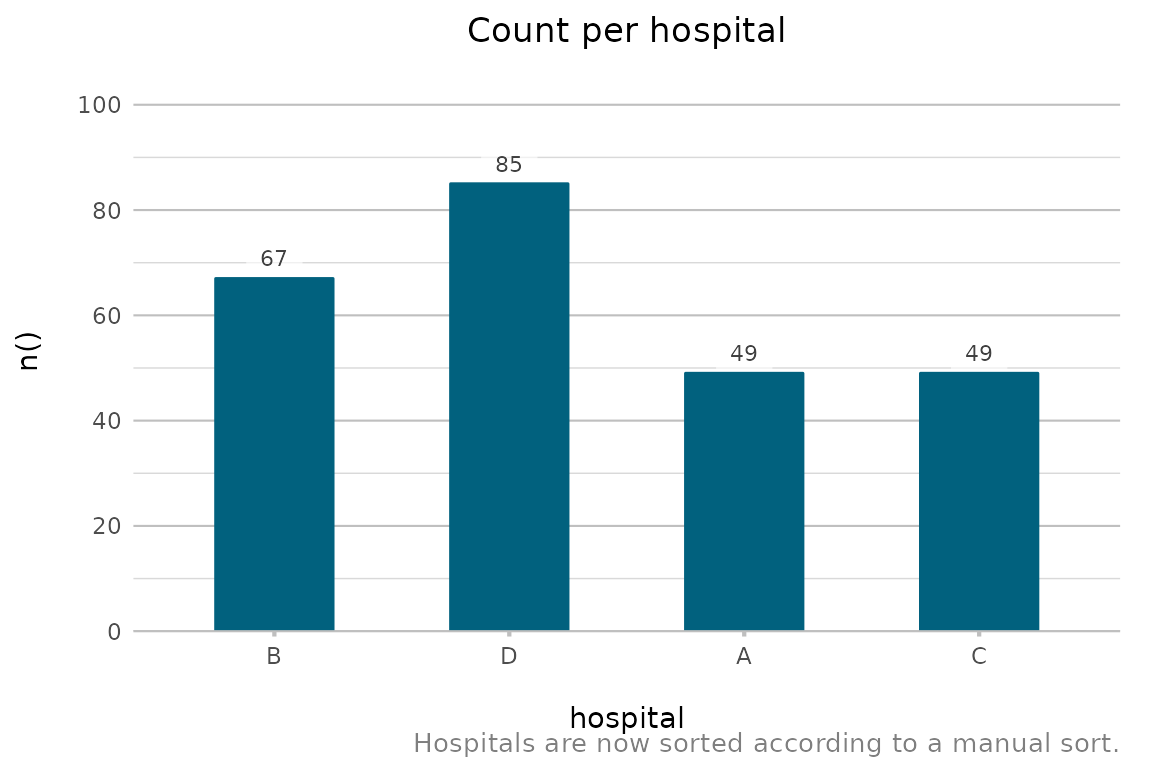 Count per hospital
100
80
60
40
20
0
n()
67
85
49
49
B
D
A
C
hospital
Hospitals are now sorted according to a manual sort.